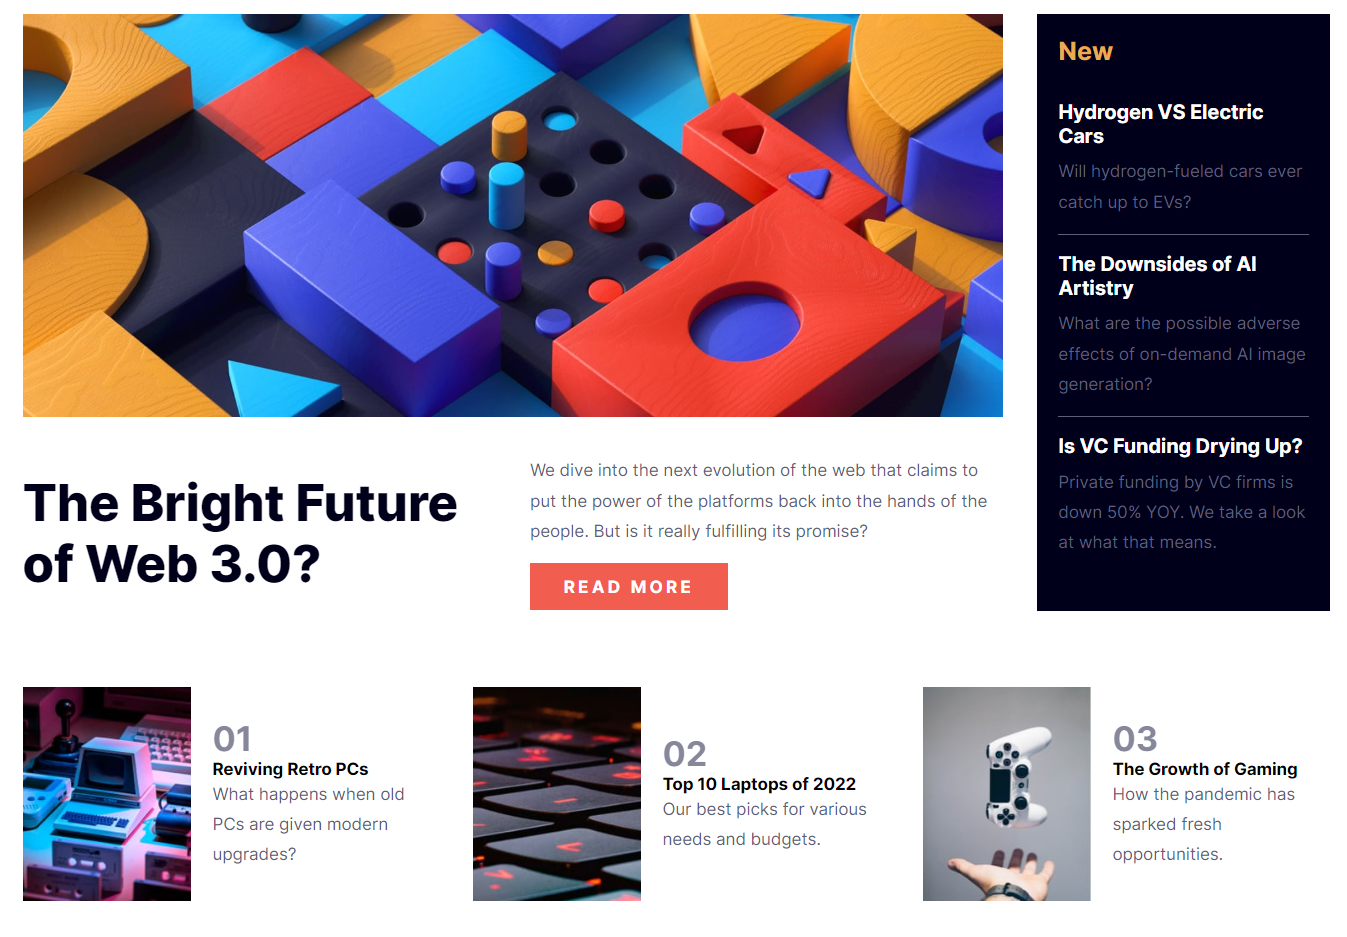 The Bright Future
of Web 3.0?
We dive into the next evolution of the web that claims to
put the power of the platforms back into the hands of the
people. But is it really fulfilling its promise?
READ MORE
New
Hydrogen VS Electric
Cars
Will hydrogen-fueled cars ever
catch up to EVs?
The Downsides of AI
Artistry
What are the possible adverse
effects of on-demand AI image
generation?
Is VC Funding Drying Up?
Private funding by VC firms is
down 50% YOY. We take a look
at what that means.
01
Reviving Retro PCs
What happens when old
PCs are given modern
upgrades?
02
Top 10 Laptops of 2022
Our best picks for various
needs and budgets.
03
The Growth of Gaming
How the pandemic has
sparked fresh
opportunities.